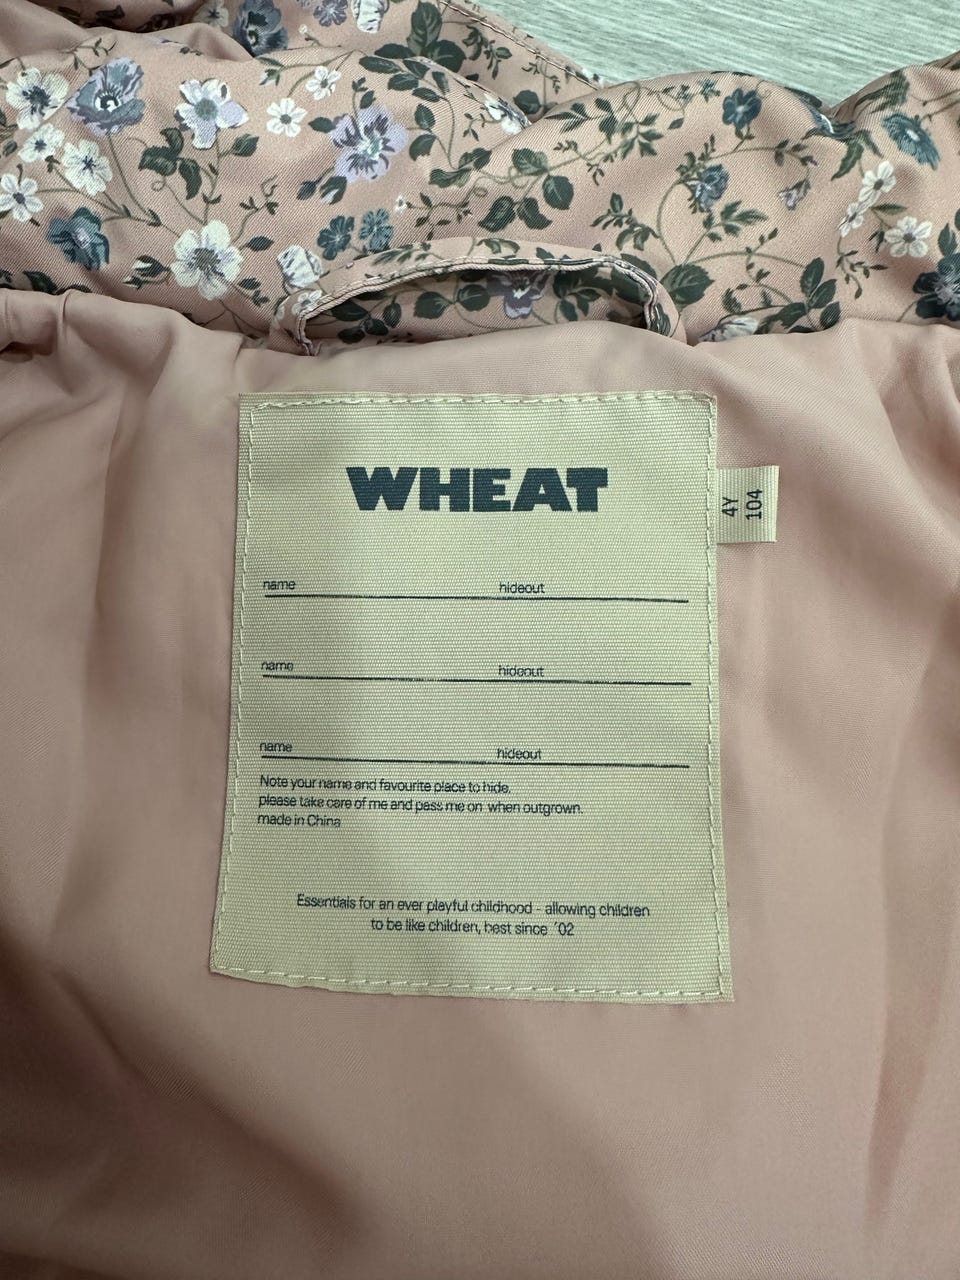 WHEAT
4Y
104
name hideout
name hideout
name hideout
Note your name and favourite place to hide,
please take care of me and pass me on when outgrown.
made in China
Essentials for an ever playful childhood - allowing children
to be like children, best since ´02